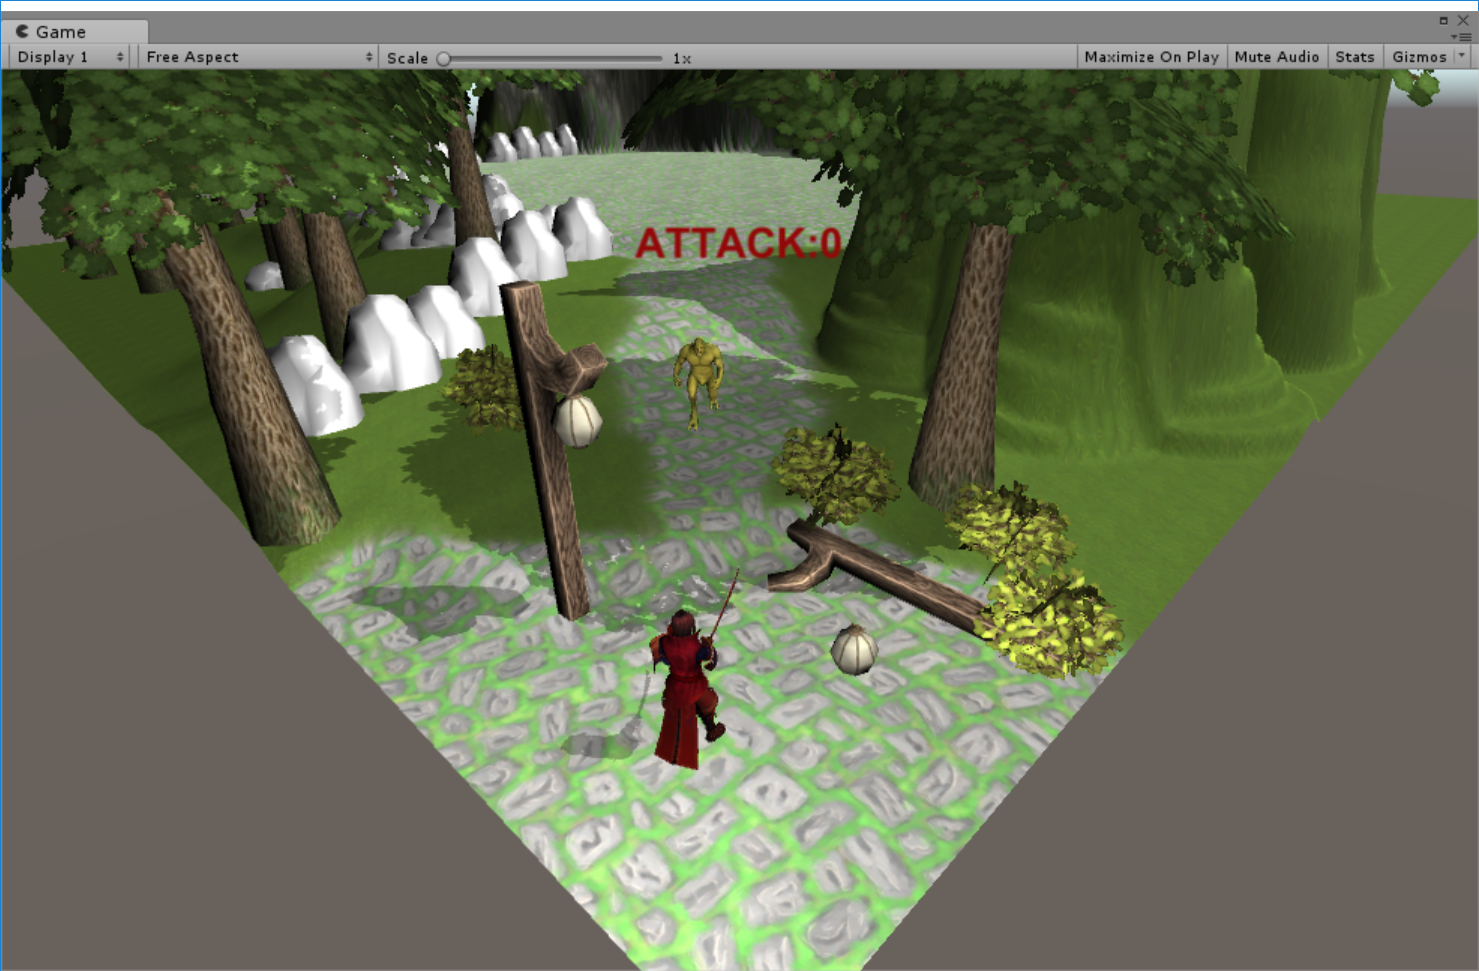 Game
Display 1
Free Aspect
Scale
1x
Maximize On Play
Mute Audio
Stats
Gizmos
ATTACK:0